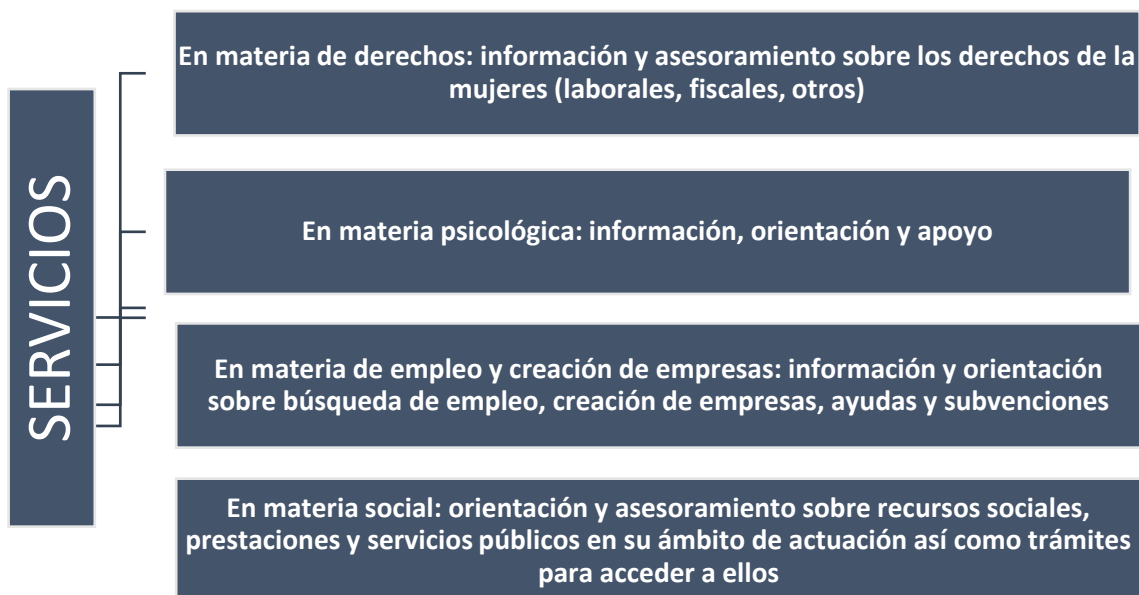 SERVICIOS
En materia de derechos: información y asesoramiento sobre los derechos de la
mujeres (laborales, fiscales, otros)
En materia psicológica: información, orientación y apoyo
En materia de empleo y creación de empresas: información y orientación
sobre búsqueda de empleo, creación de empresas, ayudas y subvenciones
En materia social: orientación y asesoramiento sobre recursos sociales,
prestaciones y servicios públicos en su ámbito de actuación así como trámites
para acceder a ellos